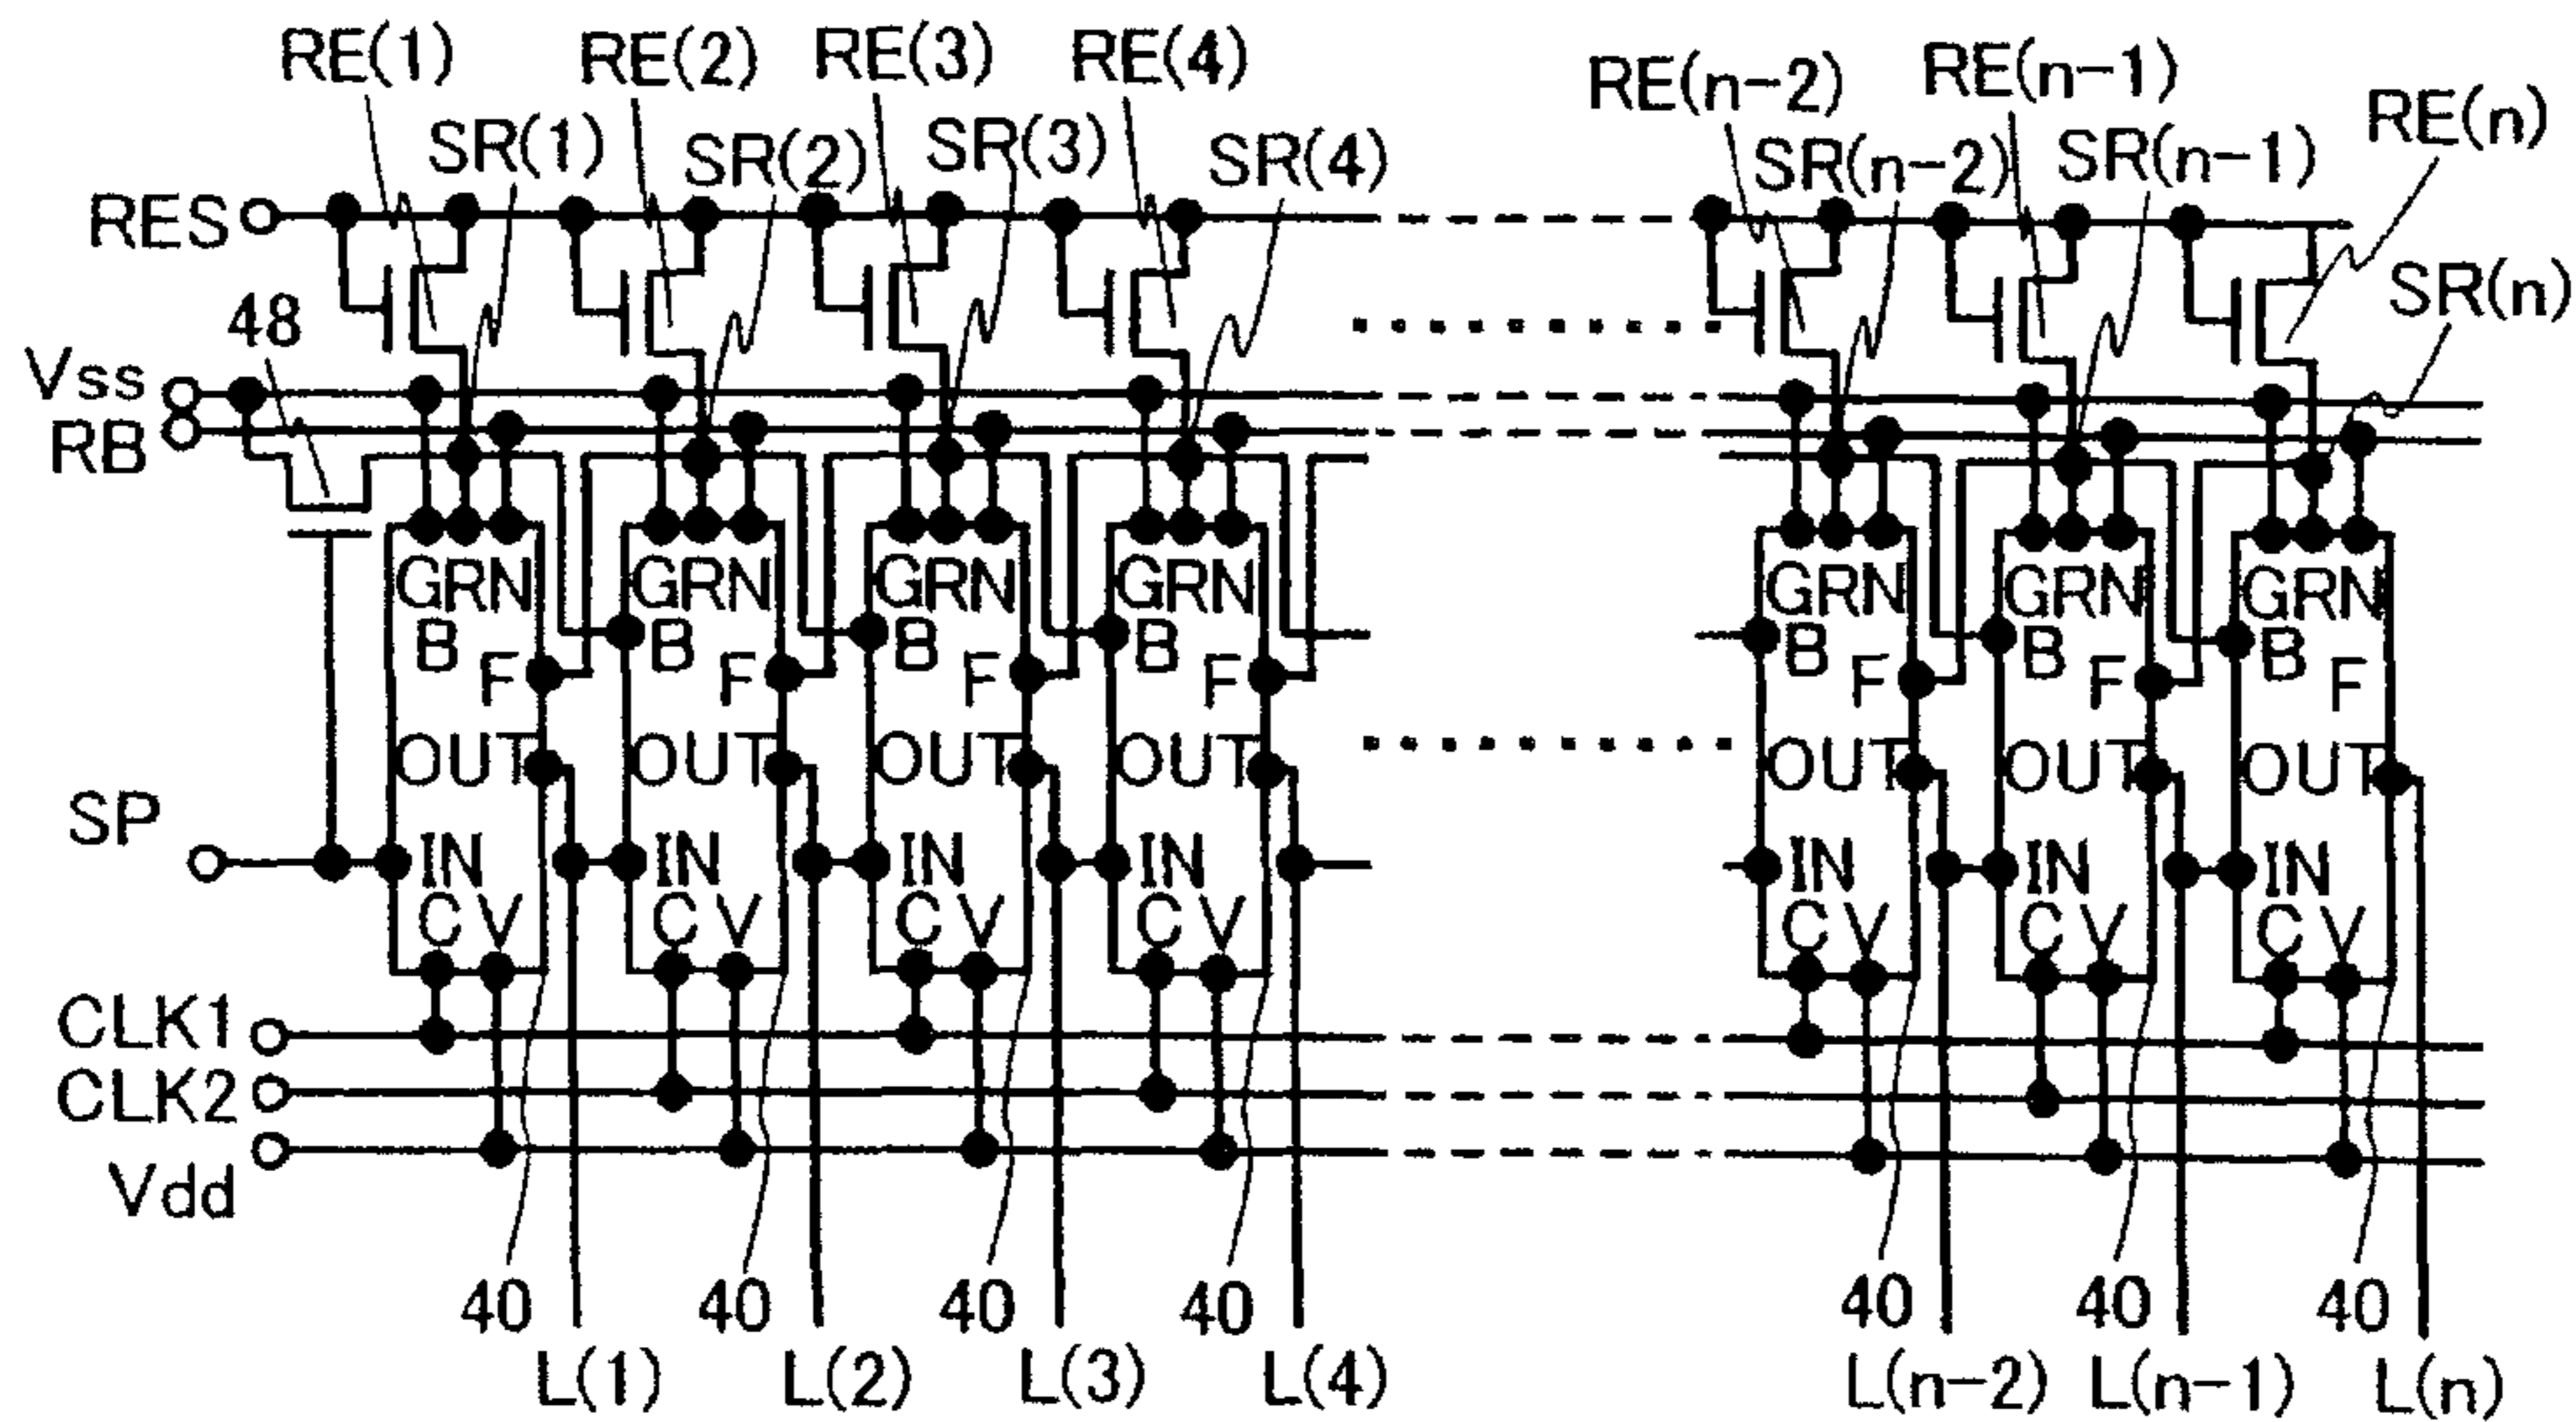 RE(1) RE(2) RE(3) RE(4) RE(n-2) RE(n-1) RE(n)
SR(1) SR(2) SR(3) SR(4) SR(n-2) SR(n-1)
RES
SR(n)
48
Vss
RB
GRN GRN GRN GRN GRN GRN GRN
B B B B B B B
F F F F F F F
OUT OUT OUT OUT OUT OUT OUT
SP
IN IN IN IN IN IN IN
C V C V C V C V C V C V C V
CLK1
CLK2
Vdd
40 40 40 40 40 40 40
L(1) L(2) L(3) L(4) L(n-2) L(n-1) L(n)